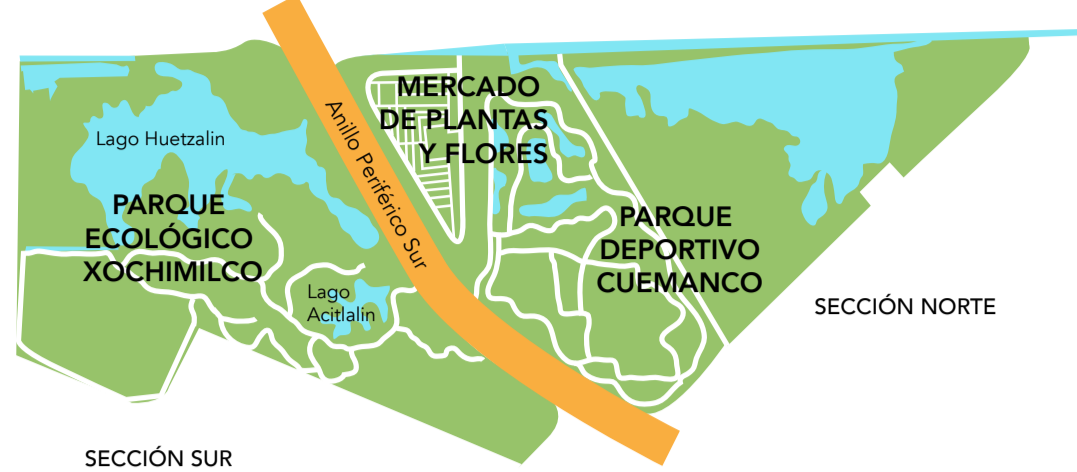 MERCADO
DE PLANTAS
Y FLORES
Anillo Periférico Sur
Lago Huetzalin
PARQUE
ECOLÓGICO
XOCHIMILCO
PARQUE
DEPORTIVO
CUEMANCO
Lago
Acitlalin
SECCIÓN NORTE
SECCIÓN SUR